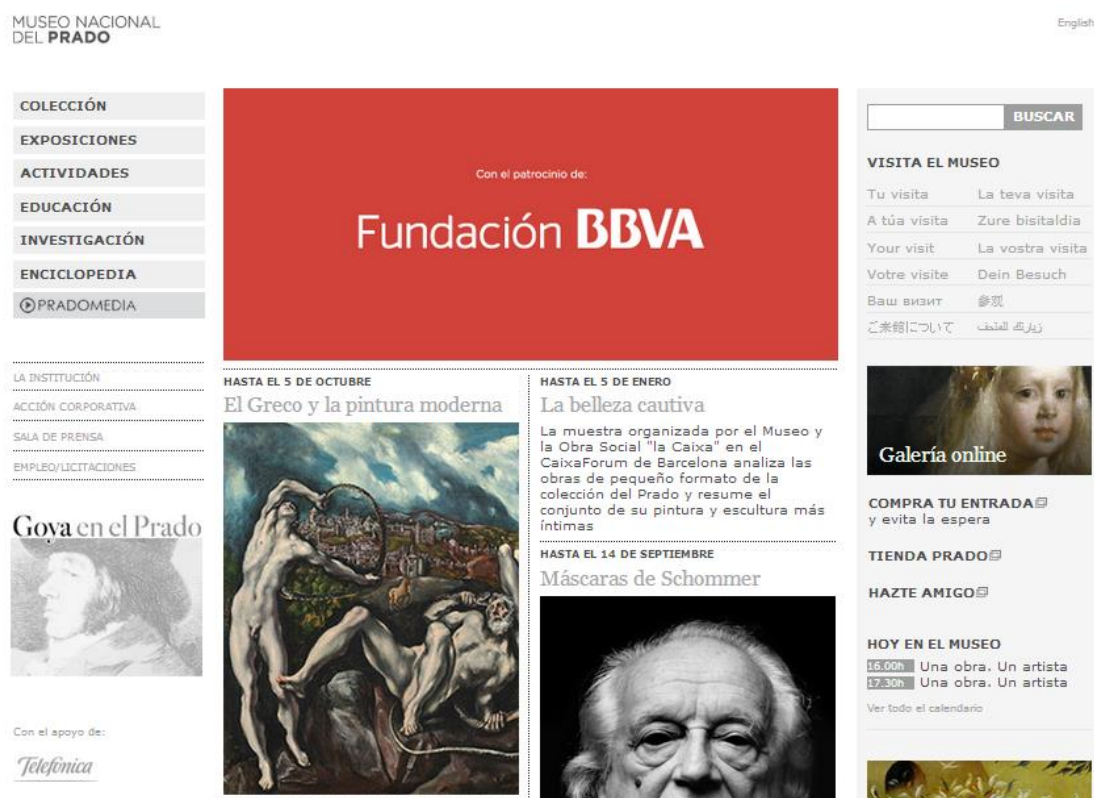 MUSEO NACIONAL
DEL PRADO
English
COLECCIÓN
EXPOSICIONES
ACTIVIDADES
EDUCACIÓN
INVESTIGACIÓN
ENCICLOPEDIA
PRADOMEDIA
LA INSTITUCIÓN
ACCIÓN CORPORATIVA
SALA DE PRENSA
EMPLEO/LICITACIONES
Goya en el Prado
Con el apoyo de:
Telefónica
Con el patrocinio de:
Fundación BBVA
HASTA EL 5 DE OCTUBRE
El Greco y la pintura moderna
HASTA EL 5 DE ENERO
La belleza cautiva
La muestra organizada por el Museo y
la Obra Social "la Caixa" en el
CaixaForum de Barcelona analiza las
obras de pequeño formato de la
colección del Prado y resume el
conjunto de su pintura y escultura más
íntimas
HASTA EL 14 DE SEPTIEMBRE
Máscaras de Schommer
BUSCAR
VISITA EL MUSEO
Tu visita La teva visita
A túa visita Zure bisitaldia
Your visit La vostra visita
Votre visite Dein Besuch
Ваш визит 参观
ご来館について زيارتك للمتحف
Galería online
COMPRA TU ENTRADA
y evita la espera
TIENDA PRADO
HAZTE AMIGO
HOY EN EL MUSEO
16.00h Una obra. Un artista
17.30h Una obra. Un artista
Ver todo el calendario